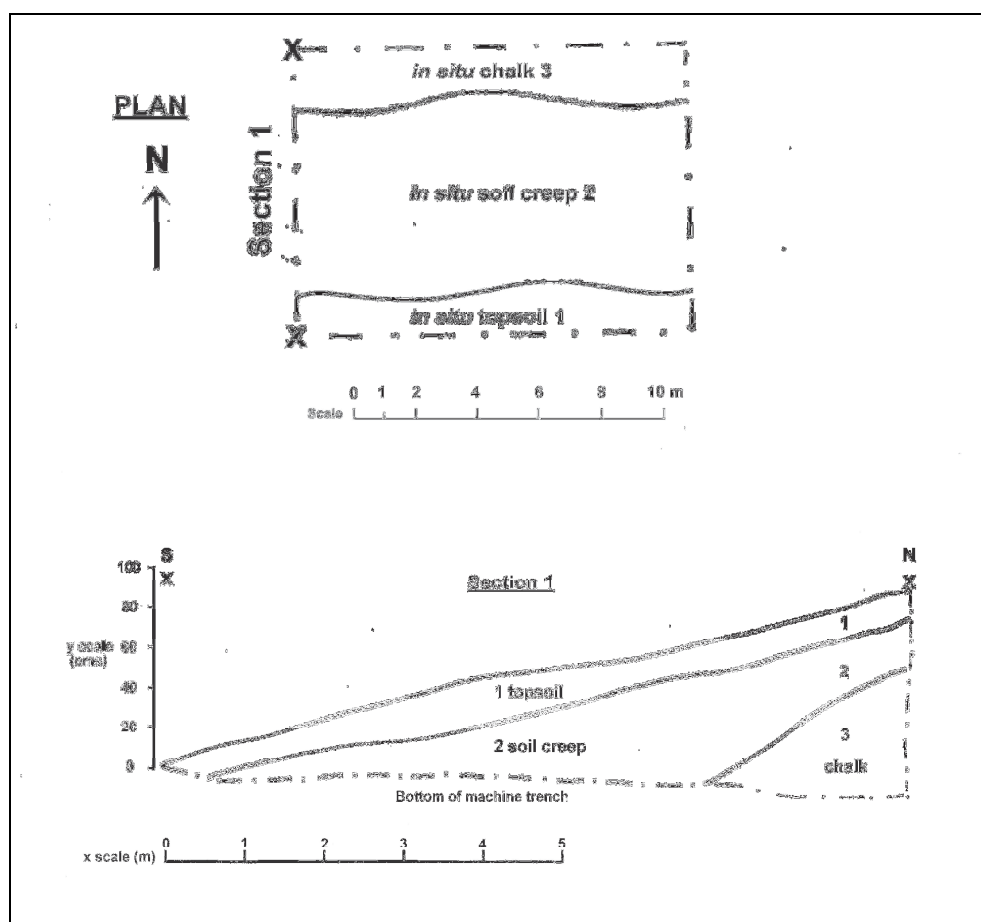 X
in situ chalk 3
PLAN
N
Section 1
in situ soil creep 2
in situ topsoil 1
X
0 1 2 4 6 8 10 m
Scale
S
X
N
X
Section 1
100
80
60
40
20
0
y scale
(cms)
1
1 topsoil
2
2 soil creep
3
chalk
Bottom of machine trench
0 1 2 3 4 5
x scale (m)